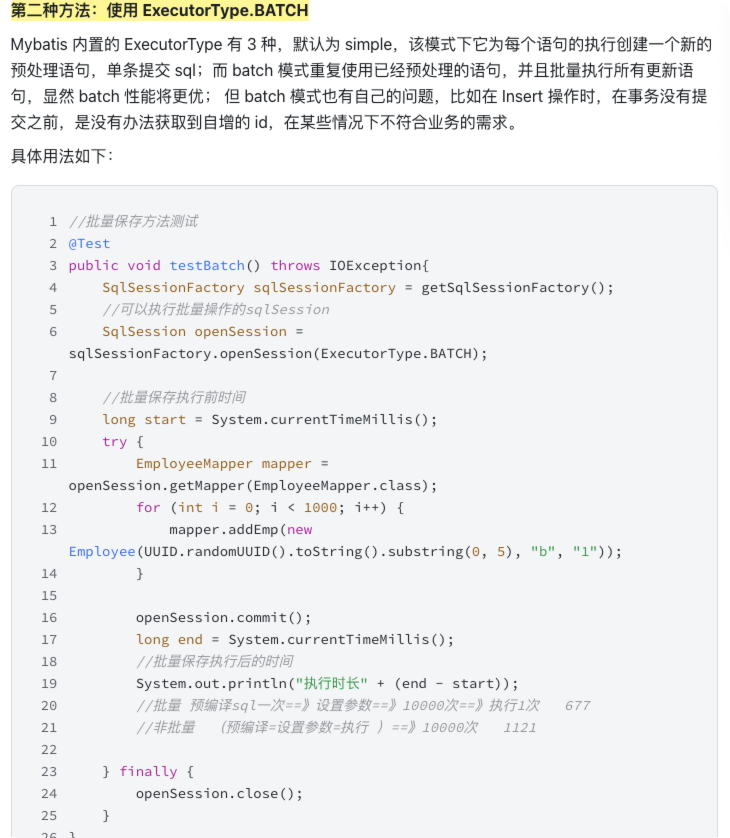 第二种方法：使用 ExecutorType.BATCH
Mybatis 内置的 ExecutorType 有 3 种，默认为 simple，该模式下它为每个语句的执行创建一个新的
预处理语句，单条提交 sql；而 batch 模式重复使用已经预处理的语句，并且批量执行所有更新语
句，显然 batch 性能将更优； 但 batch 模式也有自己的问题，比如在 Insert 操作时，在事务没有提
交之前，是没有办法获取到自增的 id，在某些情况下不符合业务的需求。
具体用法如下：
1 //批量保存方法测试
2 @Test
3 public void testBatch() throws IOException{
4     SqlSessionFactory sqlSessionFactory = getSqlSessionFactory();
5     //可以执行批量操作的sqlSession
6     SqlSession openSession =
sqlSessionFactory.openSession(ExecutorType.BATCH);
7
8     //批量保存执行前时间
9     long start = System.currentTimeMillis();
10     try {
11         EmployeeMapper mapper =
openSession.getMapper(EmployeeMapper.class);
12         for (int i = 0; i < 1000; i++) {
13             mapper.addEmp(new
Employee(UUID.randomUUID().toString().substring(0, 5), "b", "1"));
14         }
15
16         openSession.commit();
17         long end = System.currentTimeMillis();
18         //批量保存执行后的时间
19         System.out.println("执行时长" + (end - start));
20         //批量 预编译sql一次==》设置参数==》10000次==》执行1次   677
21         //非批量  （预编译=设置参数=执行 ）==》10000次   1121
22
23     } finally {
24         openSession.close();
25     }
26 }